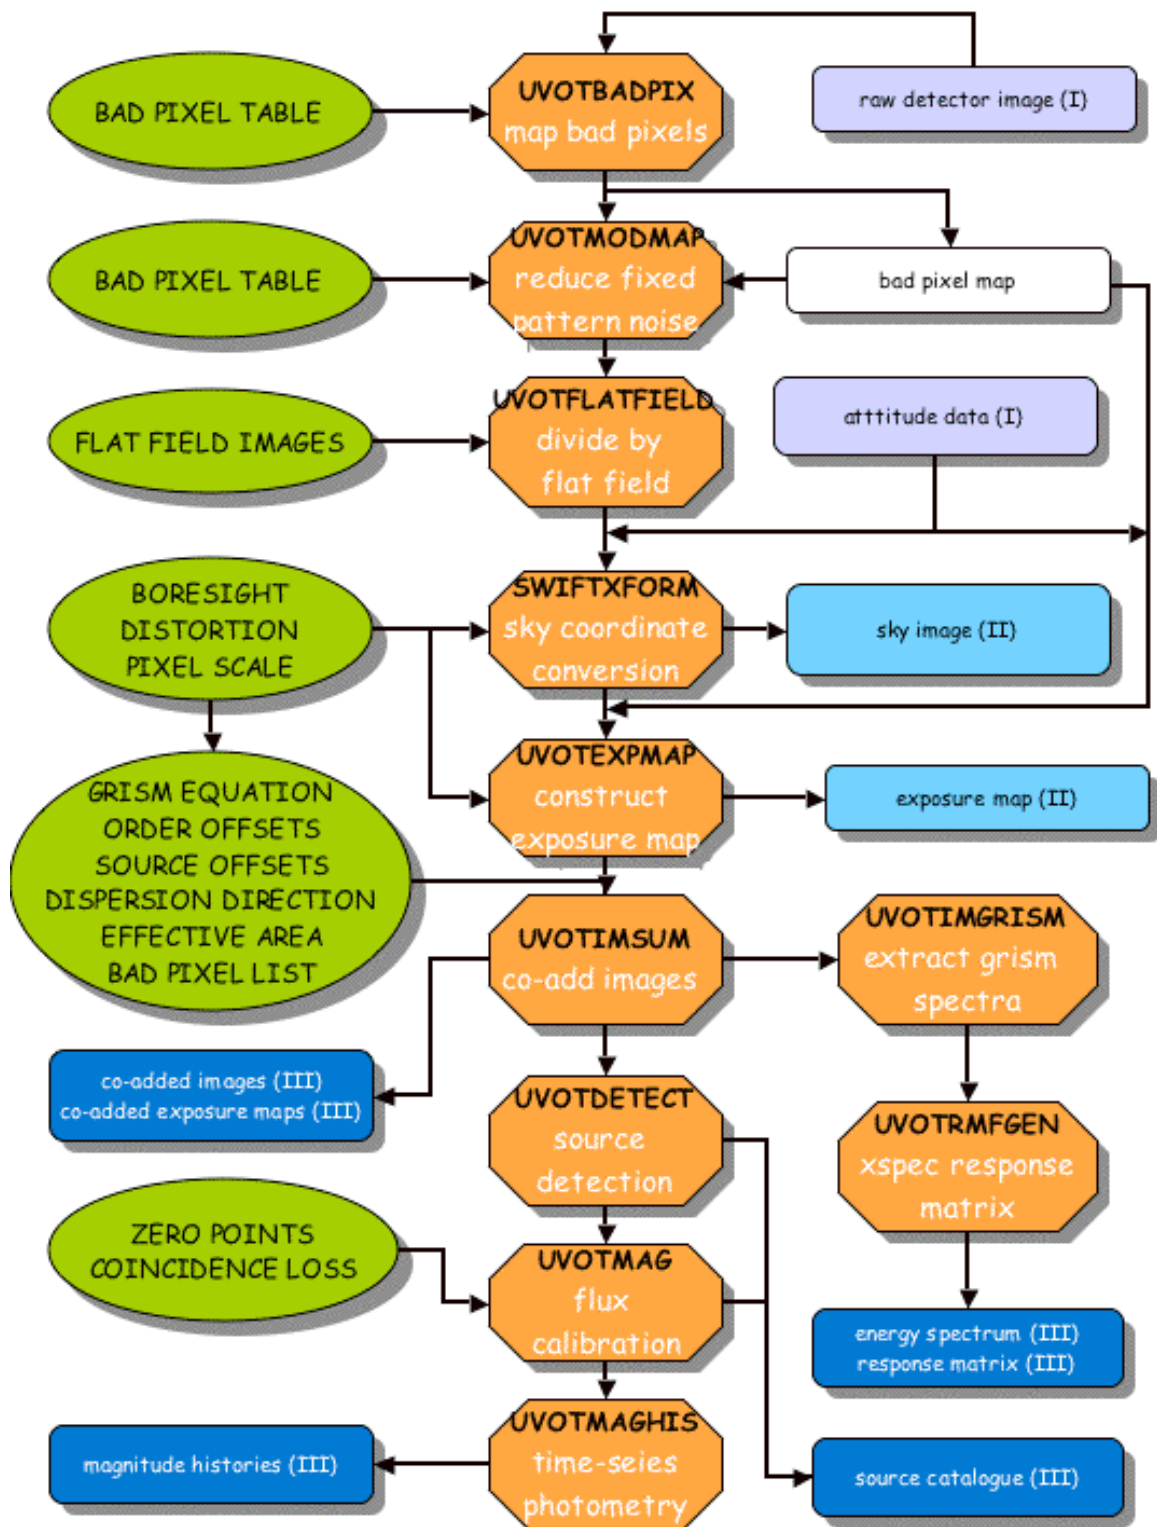 BAD PIXEL TABLE
UVOTBADPIX
map bad pixels
raw detector image (I)
BAD PIXEL TABLE
UVOTMODMAP
reduce fixed
pattern noise
bad pixel map
FLAT FIELD IMAGES
UVOTFLATFIELD
divide by
flat field
atttitude data (I)
BORESIGHT
DISTORTION
PIXEL SCALE
SWIFTXFORM
sky coordinate
conversion
sky image (II)
GRISM EQUATION
ORDER OFFSETS
SOURCE OFFSETS
DISPERSION DIRECTION
EFFECTIVE AREA
BAD PIXEL LIST
UVOTEXPMAP
construct
exposure map
exposure map (II)
UVOTIMSUM
co-add images
UVOTIMGRISM
extract grism
spectra
co-added images (III)
co-added exposure maps (III)
UVOTDETECT
source
detection
UVOTRMFGEN
xspec response
matrix
ZERO POINTS
COINCIDENCE LOSS
UVOTMAG
flux
calibration
energy spectrum (III)
response matrix (III)
magnitude histories (III)
UVOTMAGHIS
time-seies
photometry
source catalogue (III)